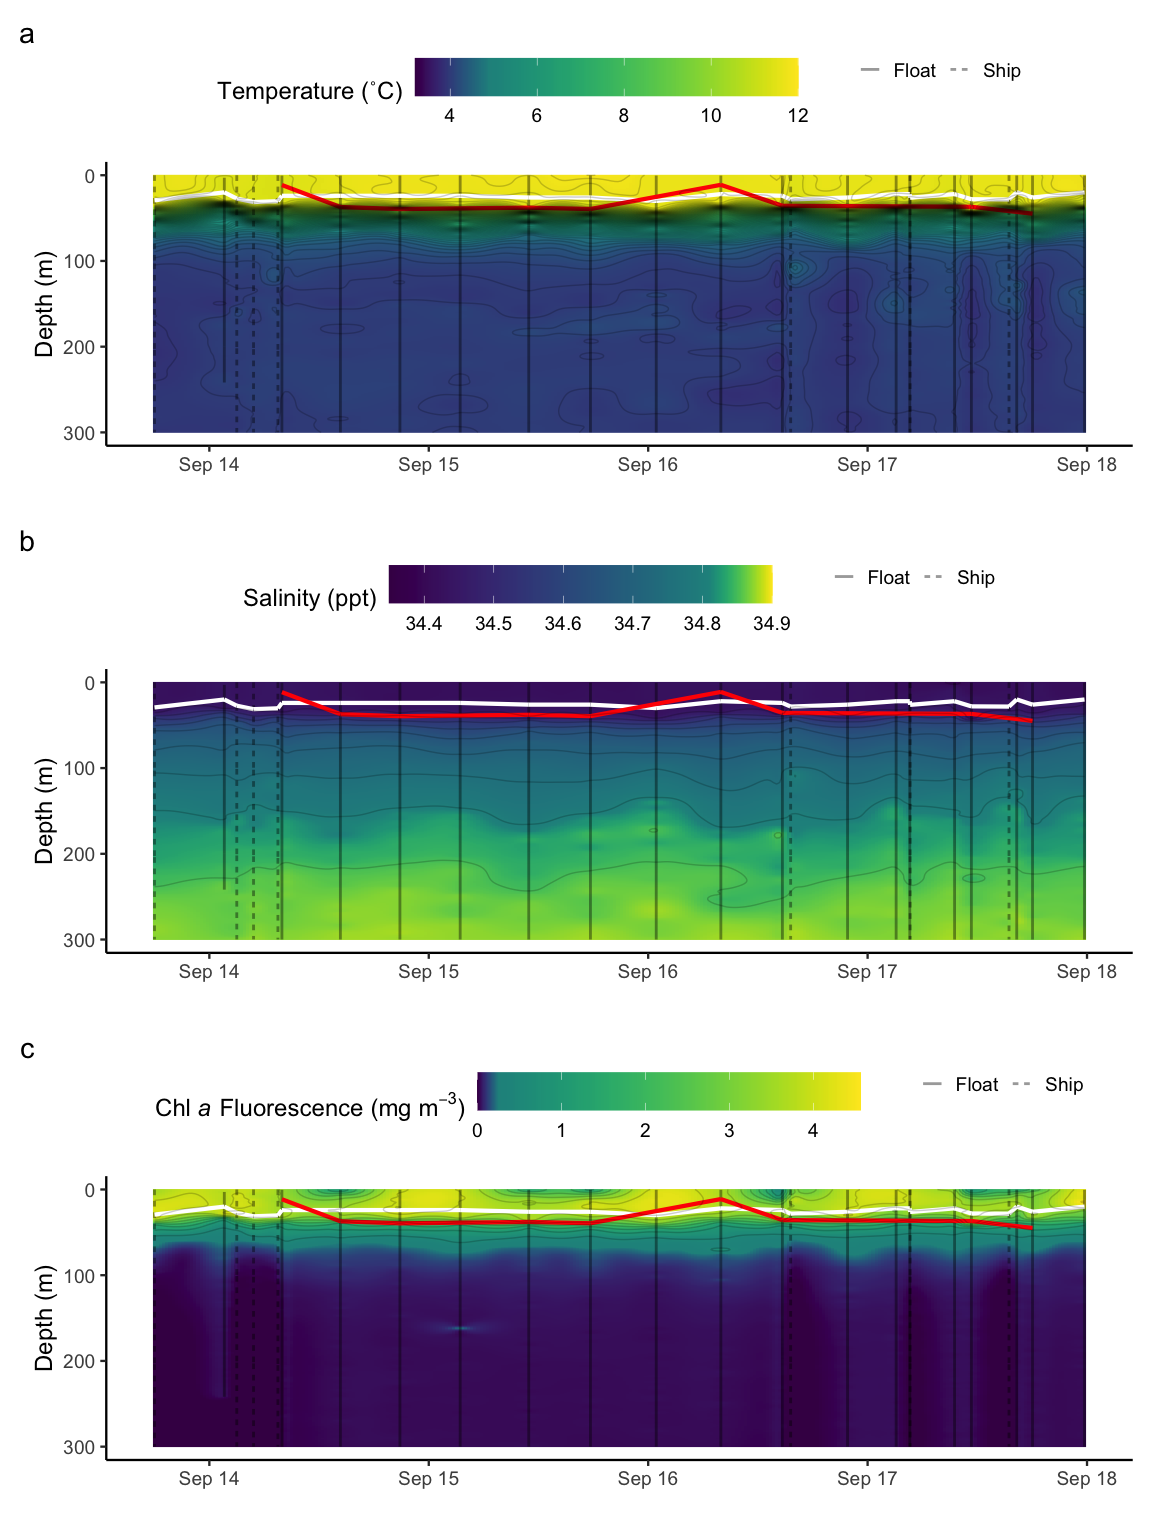 a
Temperature (°C)
4 6 8 10 12
Float Ship
Depth (m)
0
100
200
300
Sep 14 Sep 15 Sep 16 Sep 17 Sep 18
b
Salinity (ppt)
34.4 34.5 34.6 34.7 34.8 34.9
Float Ship
Depth (m)
0
100
200
300
Sep 14 Sep 15 Sep 16 Sep 17 Sep 18
c
Chl a Fluorescence (mg m⁻³)
0 1 2 3 4
Float Ship
Depth (m)
0
100
200
300
Sep 14 Sep 15 Sep 16 Sep 17 Sep 18